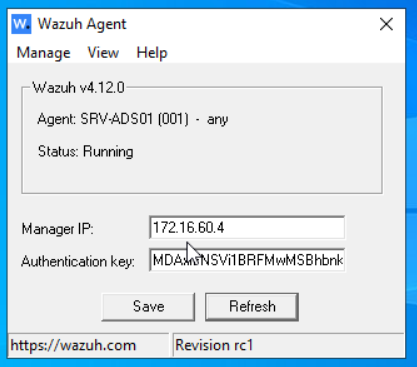 W. Wazuh Agent
Manage View Help
Wazuh v4.12.0
Agent: SRV-ADS01 (001) - any
Status: Running
Manager IP: 172.16.60.4
Authentication key:
Save Refresh
https://wazuh.com Revision rc1